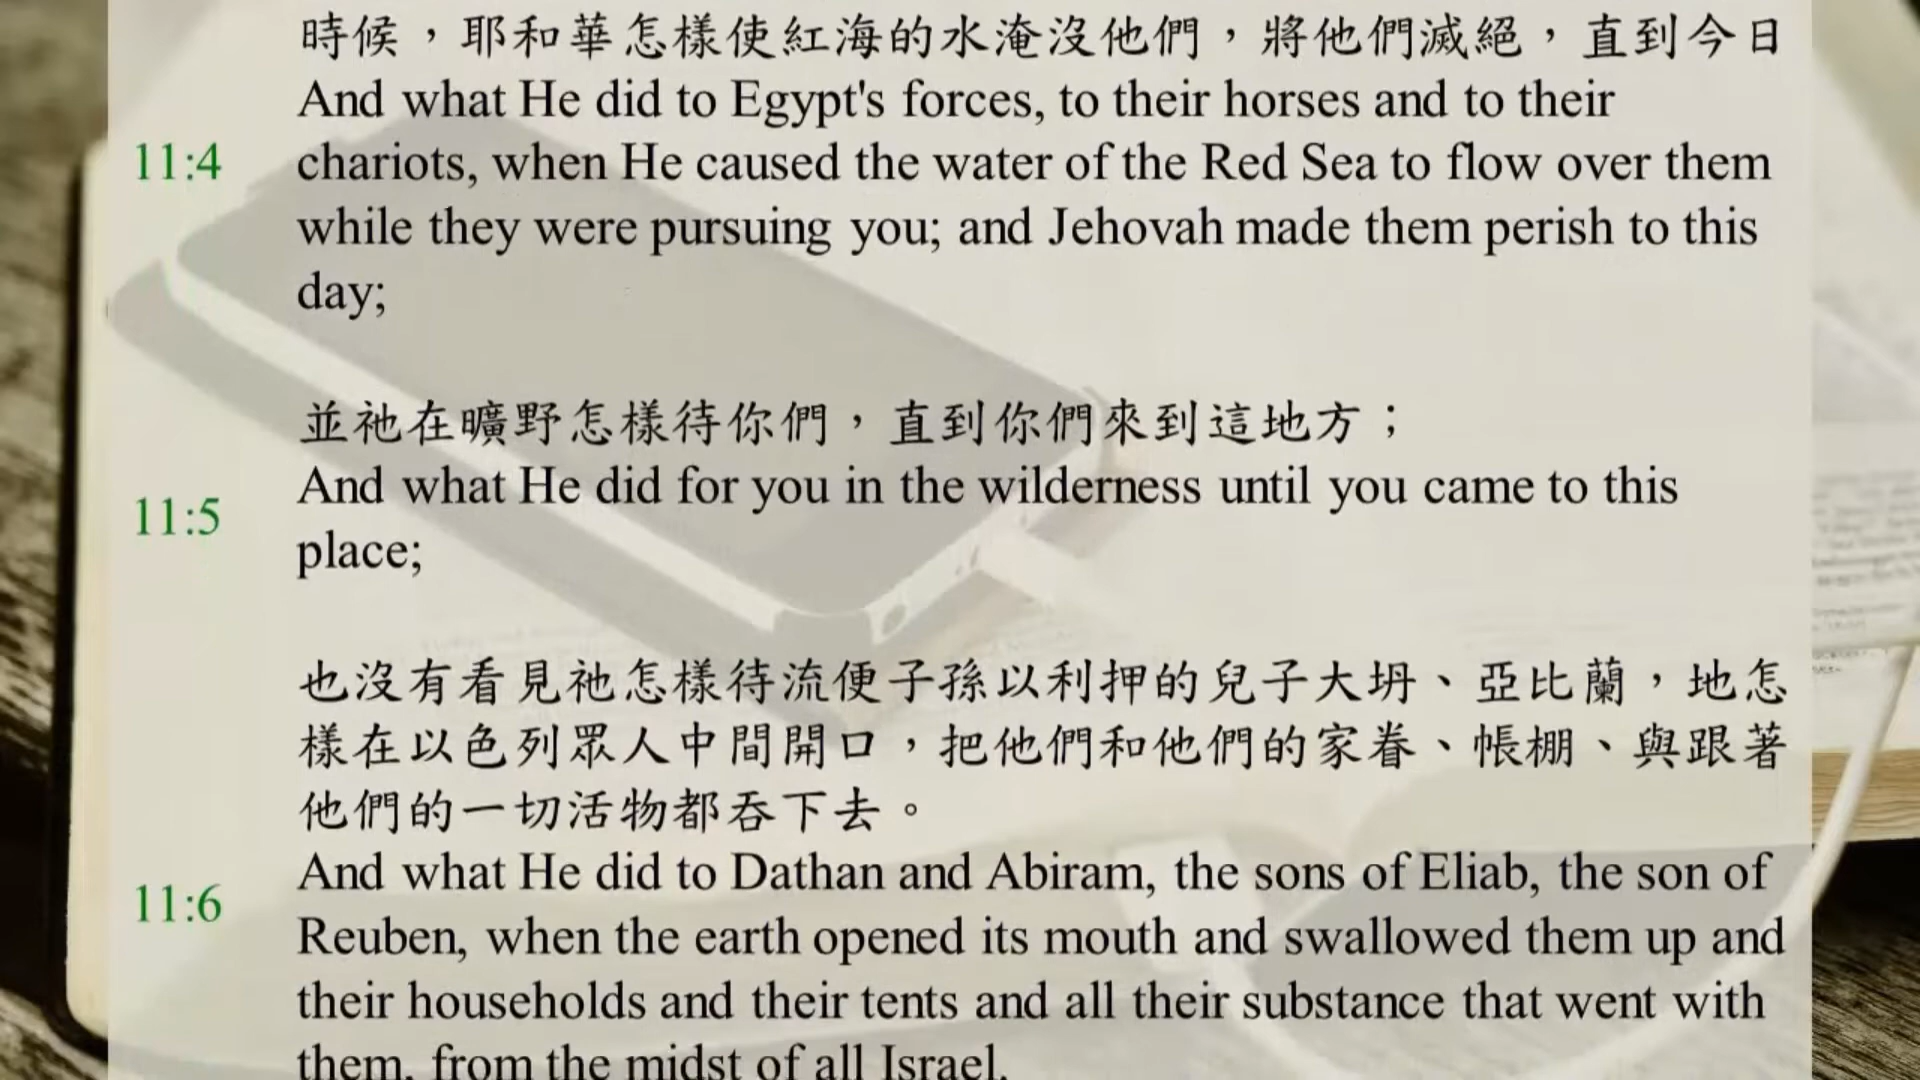 時候，耶和華怎樣使紅海的水淹沒他們，將他們滅絕，直到今日
And what He did to Egypt's forces, to their horses and to their
11:4 chariots, when He caused the water of the Red Sea to flow over them
while they were pursuing you; and Jehovah made them perish to this
day;
並祂在曠野怎樣待你們，直到你們來到這地方；
And what He did for you in the wilderness until you came to this
11:5
place;
也沒有看見祂怎樣待流便子孫以利押的兒子大坍、亞比蘭，地怎
樣在以色列眾人中間開口，把他們和他們的家眷、帳棚、與跟著
他們的一切活物都吞下去。
And what He did to Dathan and Abiram, the sons of Eliab, the son of
11:6
Reuben, when the earth opened its mouth and swallowed them up and
their households and their tents and all their substance that went with
them, from the midst of all Israel.